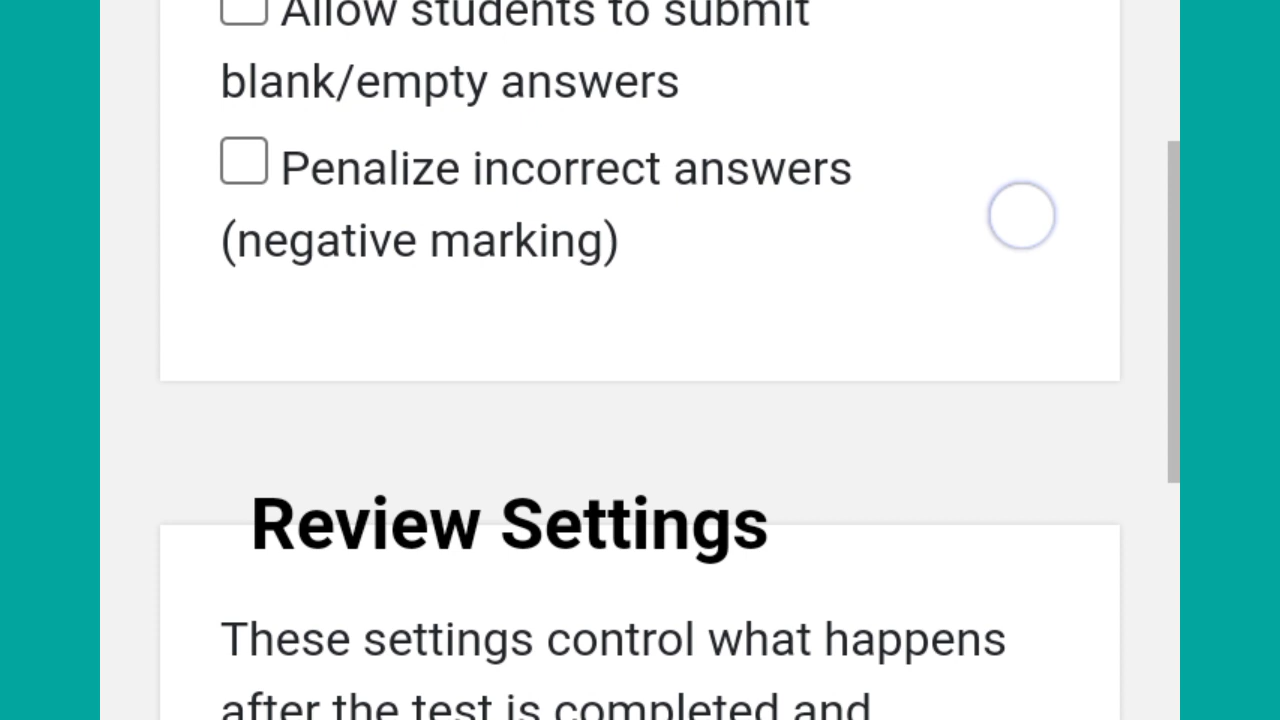 Allow students to submit
blank/empty answers
Penalize incorrect answers
(negative marking)
Review Settings
These settings control what happens
after the test is completed and